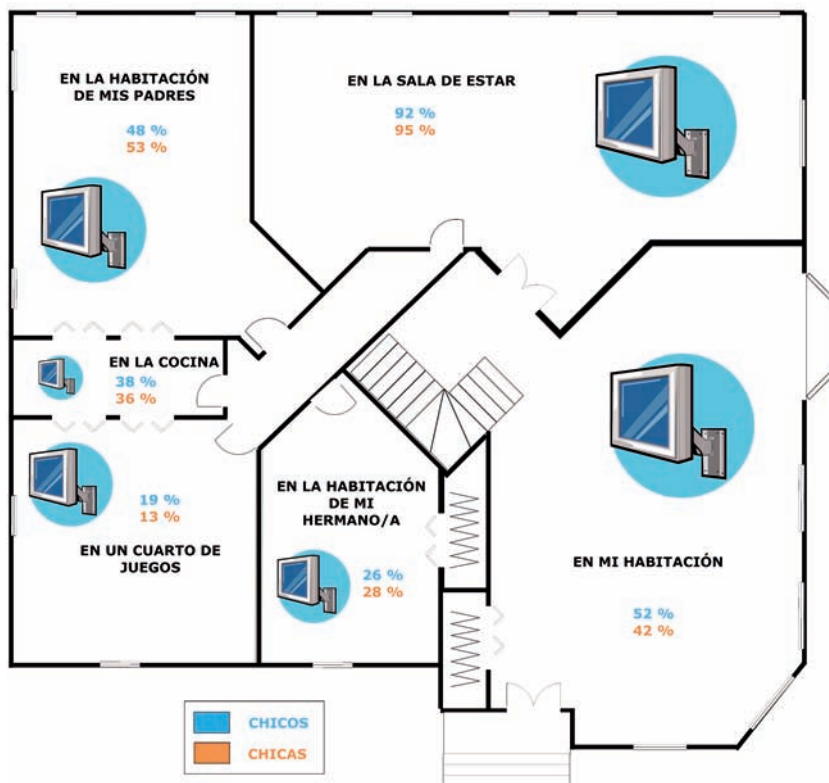 EN LA HABITACIÓN
DE MIS PADRES
48 %
53 %
EN LA SALA DE ESTAR
92 %
95 %
EN LA COCINA
38 %
36 %
19 %
13 %
EN UN CUARTO DE
JUEGOS
EN LA HABITACIÓN
DE MI
HERMANO/A
26 %
28 %
EN MI HABITACIÓN
52 %
42 %
CHICOS
CHICAS